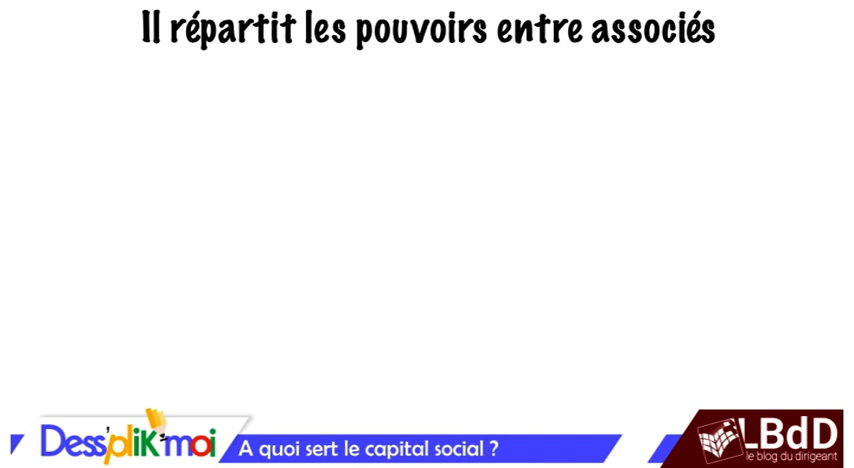 Il répartit les pouvoirs entre associés
Dess'plik'moi
A quoi sert le capital social ?
LBdD
le blog du dirigeant